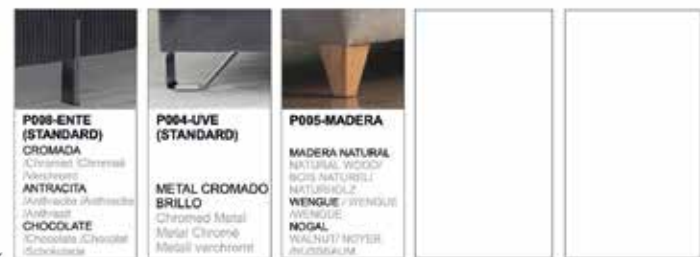 P008-ENTE
(STANDARD)
CROMADA
/Chromed /Chromé
/Verchromt
ANTRACITA
/Anthracite /Anthracite
/Anthrazit
CHOCOLATE
/Chocolate /Chocolat
/Schokolade
P004-UVE
(STANDARD)
METAL CROMADO
BRILLO
Chromed Metal
Metal Chromé
Metall verchromt
P005-MADERA
MADERA NATURAL
NATURAL WOOD/
BOIS NATUREL/
NATURHOLZ
WENGUE / WENGUE
/WENGUE
NOGAL
WALNUT/ NOYER
/NUSSBAUM